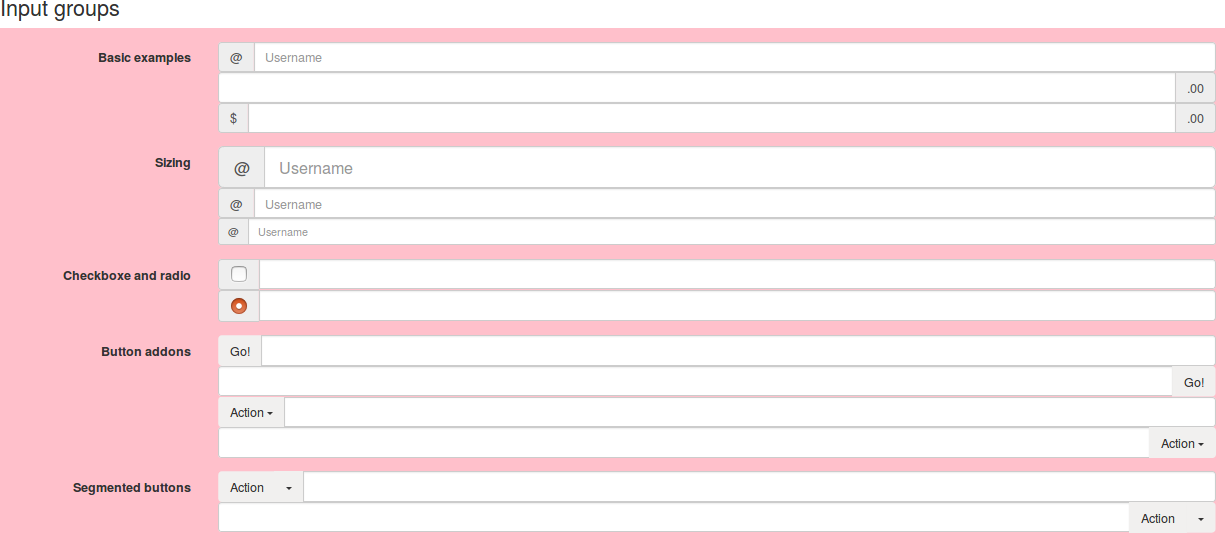 Input groups
Basic examples @ Username
.00
$ .00
Sizing @ Username
@ Username
@ Username
Checkboxe and radio
Button addons Go!
Go!
Action
Action
Segmented buttons Action
Action